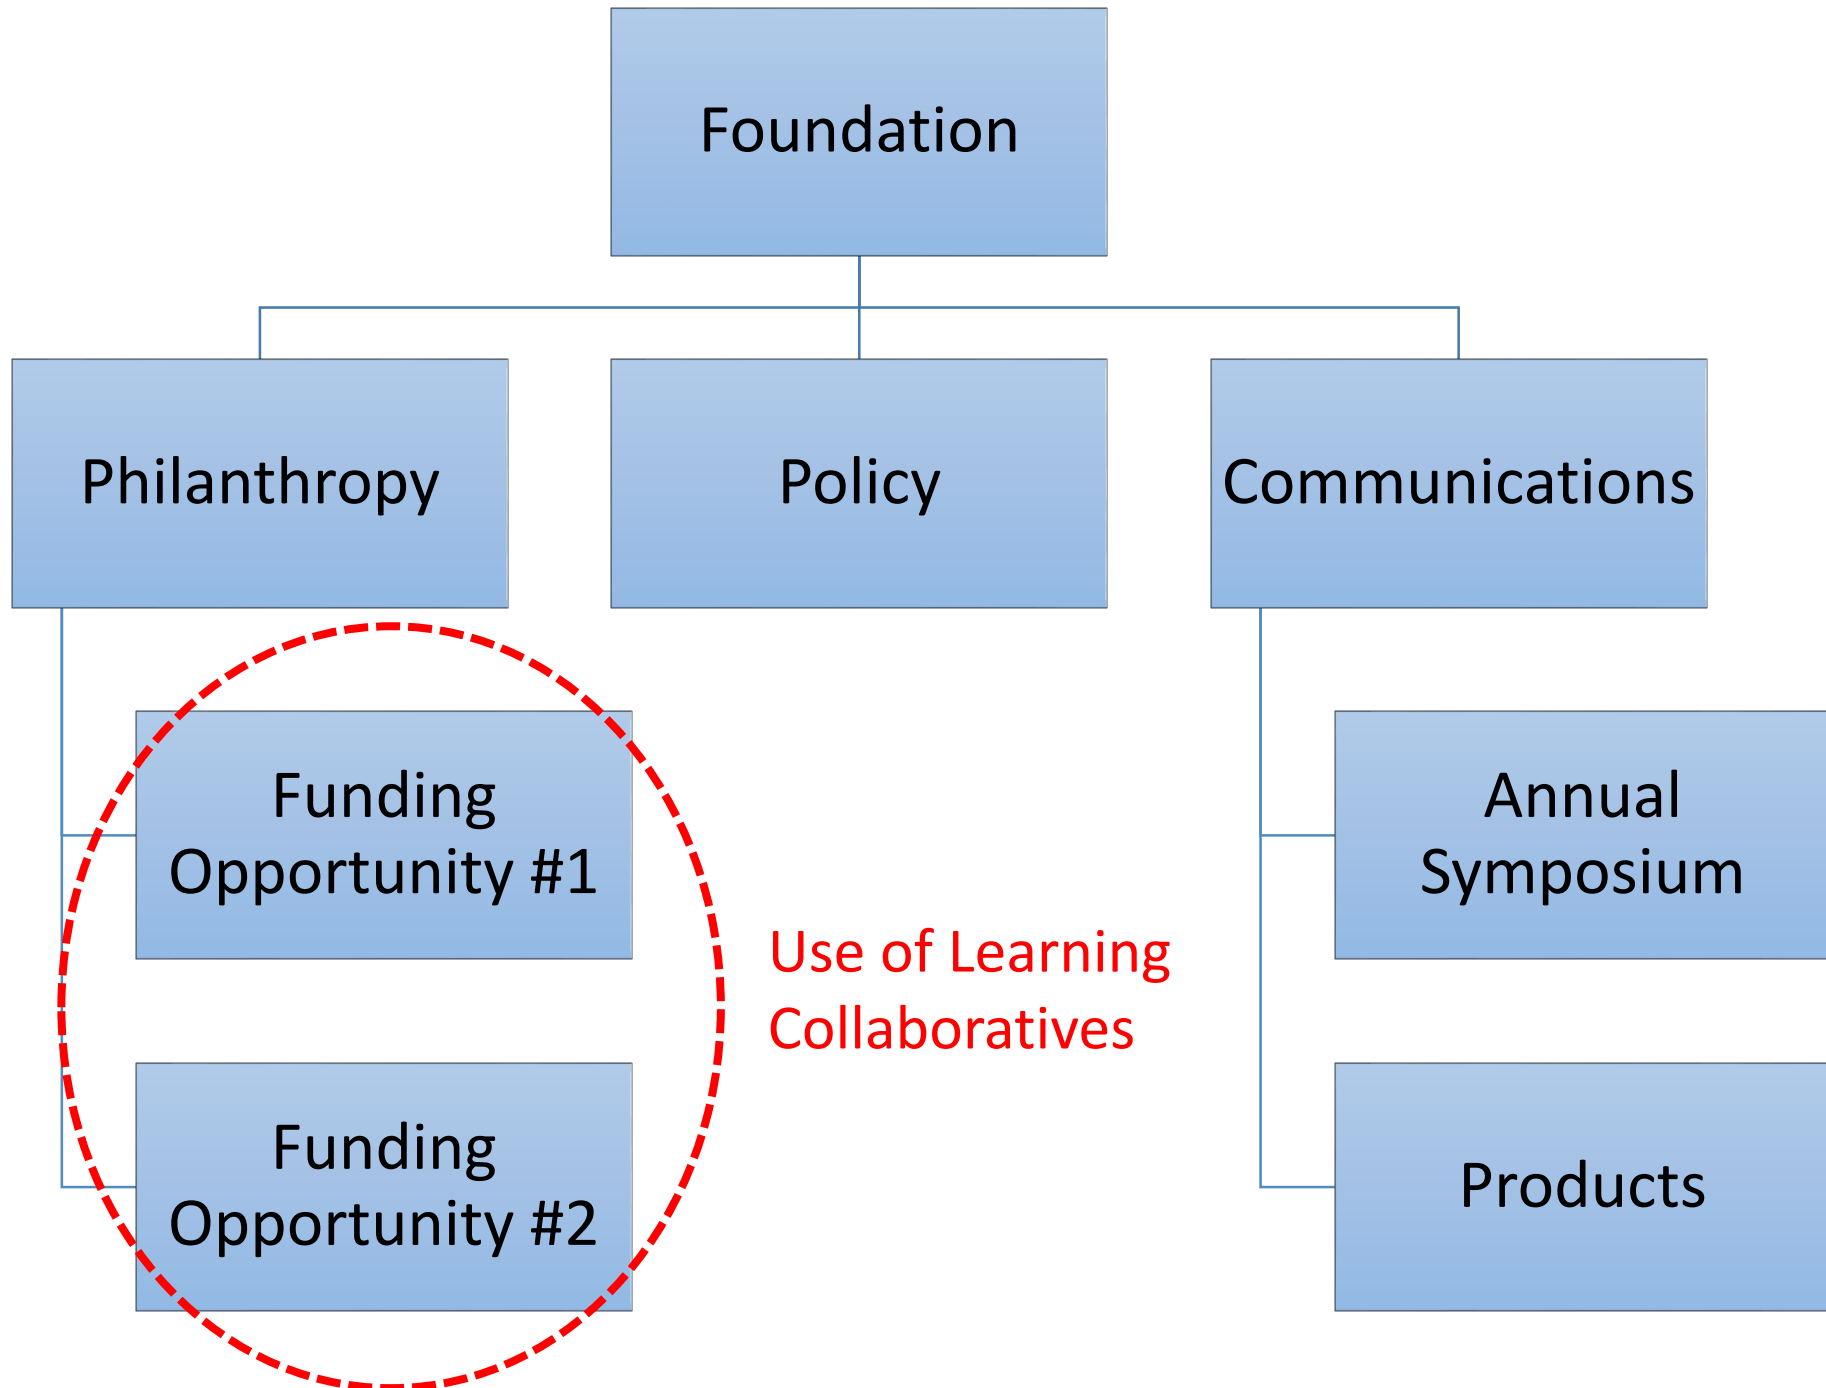 Foundation
Philanthropy
Policy
Communications
Funding
Opportunity #1
Annual
Symposium
Use of Learning
Collaboratives
Funding
Opportunity #2
Products